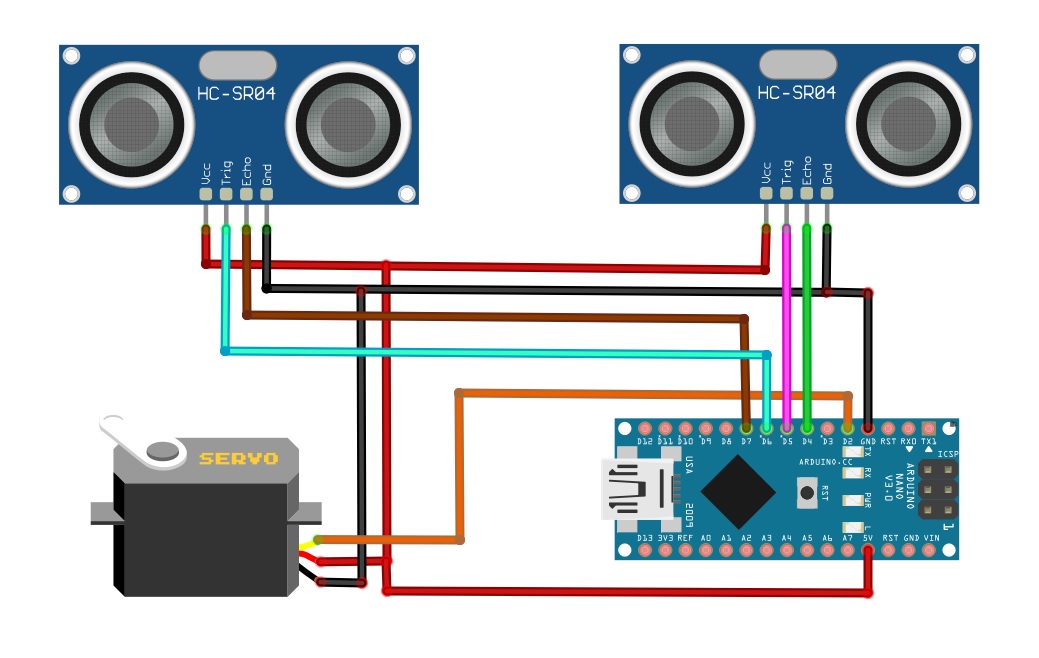 HC-SR04
Vcc Trig Echo Gnd
HC-SR04
Vcc Trig Echo Gnd
SERVO
D12 D11 D10 D9 D8 D7 D6 D5 D4 D3 D2 GND RST RX0 TX1
TX
RX
PWR
L
USA
2009
ARDUINO.CC
RST
ARDUINO
NANO
V3.0
ICSP
1
D13 3V3 REF A0 A1 A2 A3 A4 A5 A6 A7 5V RST GND VIN